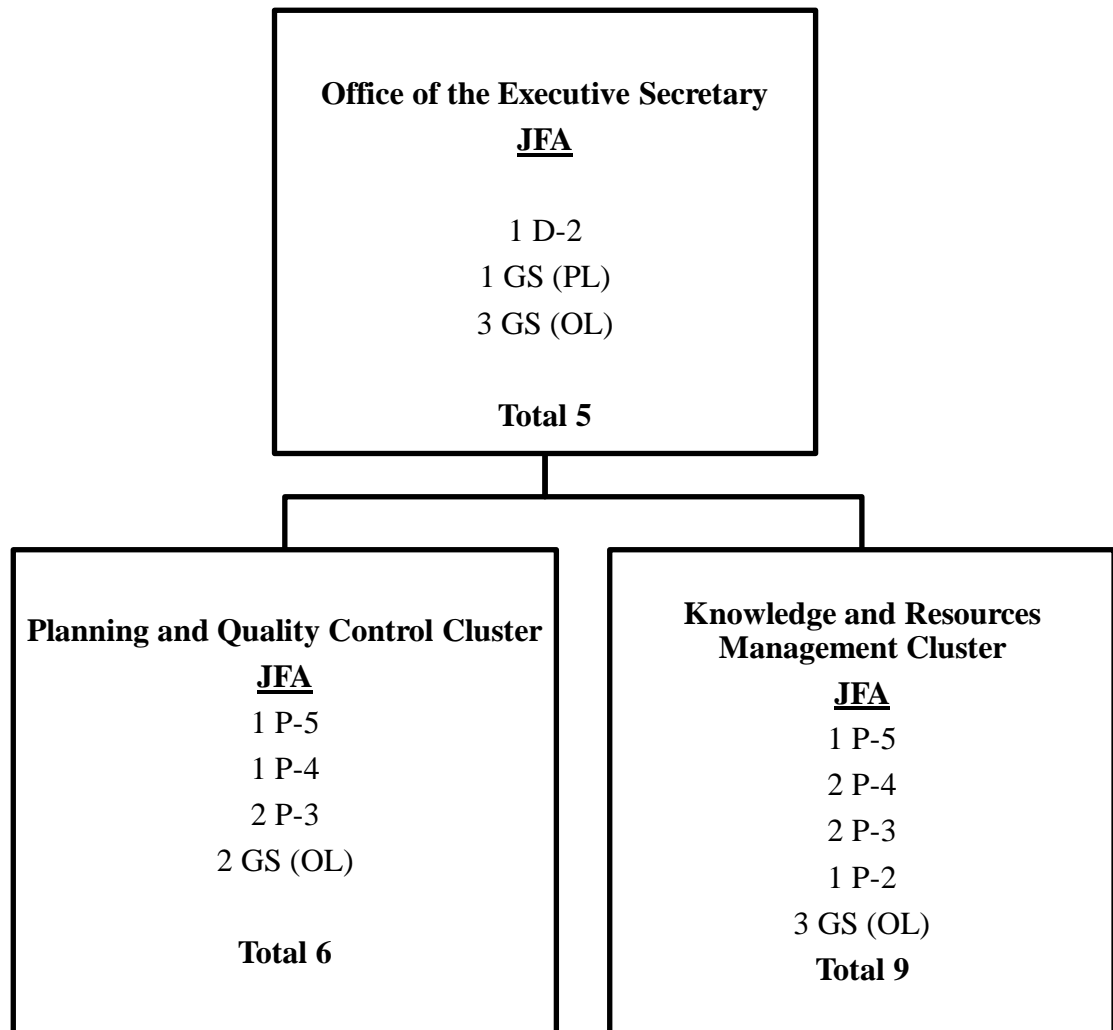 Office of the Executive Secretary
JFA
1 D-2
1 GS (PL)
3 GS (OL)
Total 5
Planning and Quality Control Cluster
JFA
1 P-5
1 P-4
2 P-3
2 GS (OL)
Total 6
Knowledge and Resources
Management Cluster
JFA
1 P-5
2 P-4
2 P-3
1 P-2
3 GS (OL)
Total 9